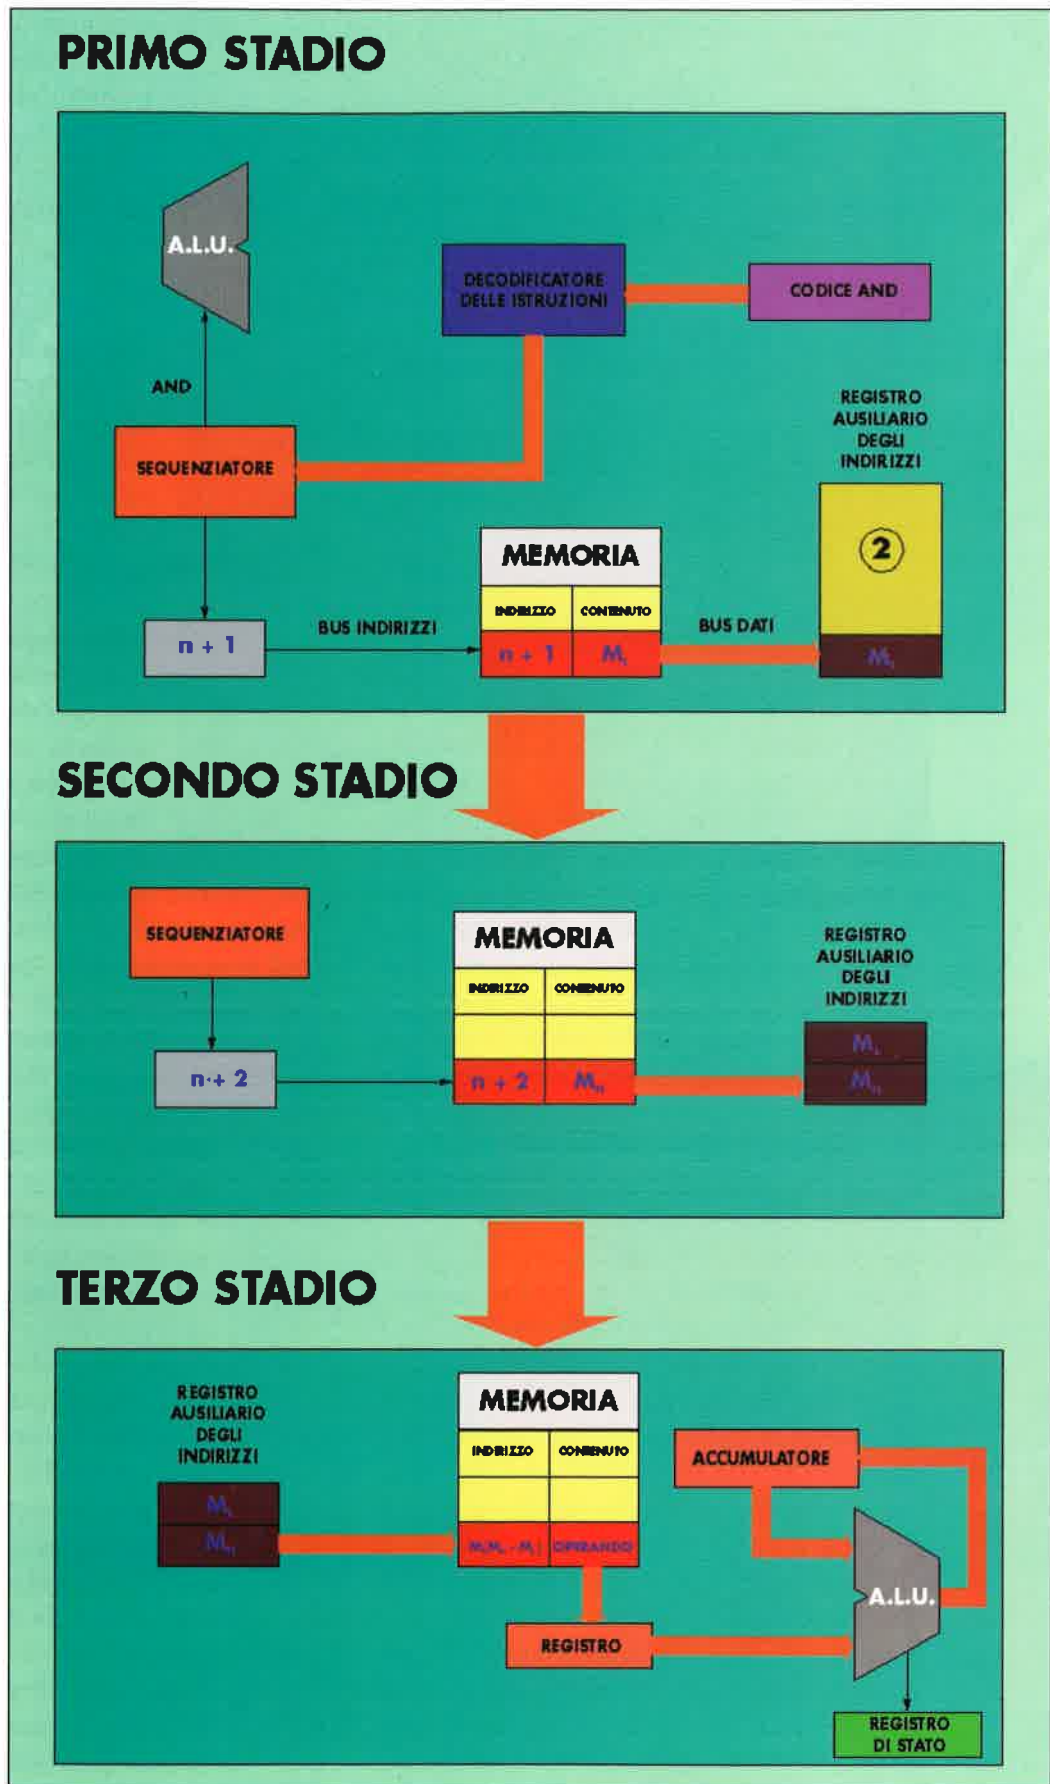 PRIMO STADIO
A.L.U.
DECODIFICATORE
DELLE ISTRUZIONI
CODICE AND
AND
REGISTRO
AUSILIARIO
DEGLI
INDIRIZZI
SEQUENZIATORE
2
MEMORIA
INDIRIZZO CONTENUTO
n + 1
BUS INDIRIZZI
n + 1 M
BUS DATI
M
SECONDO STADIO
SEQUENZIATORE
MEMORIA
INDIRIZZO CONTENUTO
REGISTRO
AUSILIARIO
DEGLI
INDIRIZZI
n + 2
n + 2 M
M
M
TERZO STADIO
REGISTRO
AUSILIARIO
DEGLI
INDIRIZZI
MEMORIA
INDIRIZZO CONTENUTO
ACCUMULATORE
M
M
OPERANDO
A.L.U.
REGISTRO
REGISTRO
DI STATO